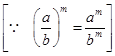 [∵ (a/b)^m = a^m/b^m]